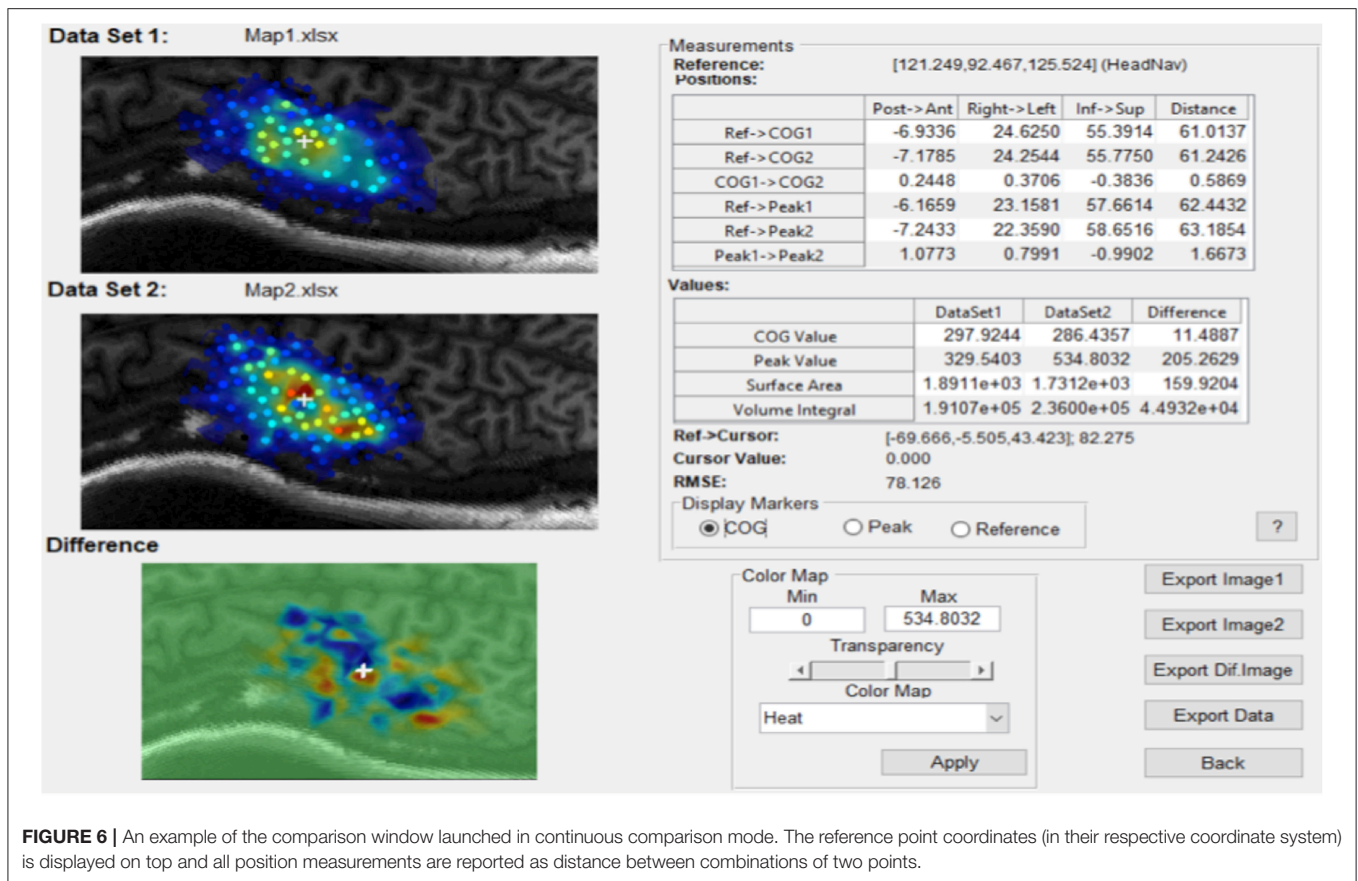 Data Set 1: Map1.xlsx
Data Set 2: Map2.xlsx
Difference
Measurements
Reference: [121.249,92.467,125.524] (HeadNav)
Positions:
Post->Ant Right->Left Inf->Sup Distance
Ref->COG1 -6.9336 24.6250 55.3914 61.0137
Ref->COG2 -7.1785 24.2544 55.7750 61.2426
COG1->COG2 0.2448 0.3706 -0.3836 0.5869
Ref->Peak1 -6.1659 23.1581 57.6614 62.4432
Ref->Peak2 -7.2433 22.3590 58.6516 63.1854
Peak1->Peak2 1.0773 0.7991 -0.9902 1.6673
Values:
DataSet1 DataSet2 Difference
COG Value 297.9244 286.4357 11.4887
Peak Value 329.5403 534.8032 205.2629
Surface Area 1.8911e+03 1.7312e+03 159.9204
Volume Integral 1.9107e+05 2.3600e+05 4.4932e+04
Ref->Cursor: [-69.666,-5.505,43.423]; 82.275
Cursor Value: 0.000
RMSE: 78.126
Display Markers
COG Peak Reference
?
Color Map
Min Max
0 534.8032
Transparency
Color Map
Heat
Apply
Export Image1
Export Image2
Export Dif.Image
Export Data
Back
FIGURE 6 | An example of the comparison window launched in continuous comparison mode. The reference point coordinates (in their respective coordinate system)
is displayed on top and all position measurements are reported as distance between combinations of two points.